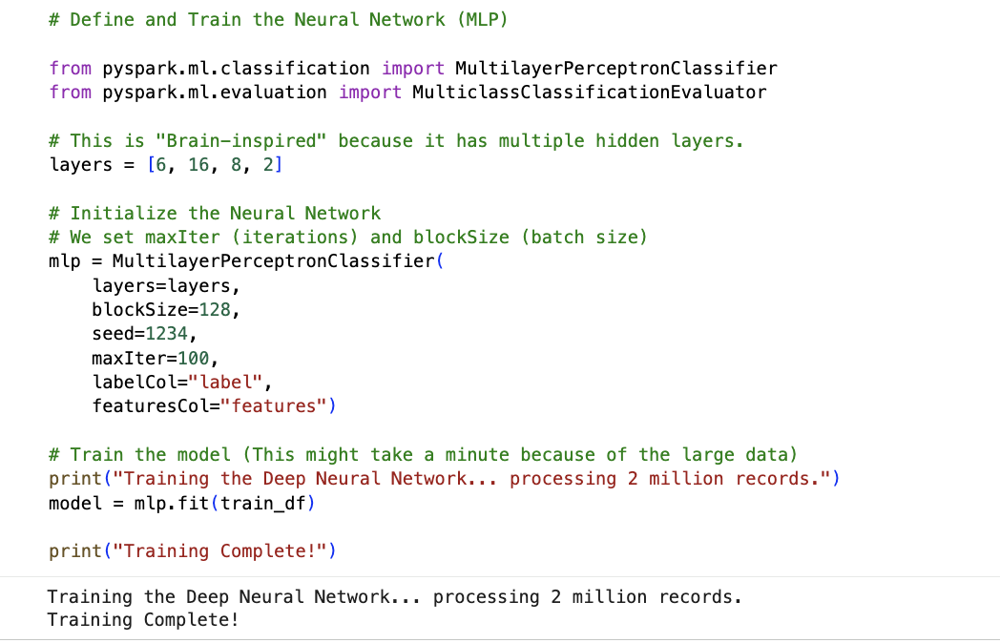 # Define and Train the Neural Network (MLP)
from pyspark.ml.classification import MultilayerPerceptronClassifier
from pyspark.ml.evaluation import MulticlassClassificationEvaluator
# This is "Brain-inspired" because it has multiple hidden layers.
layers = [6, 16, 8, 2]
# Initialize the Neural Network
# We set maxIter (iterations) and blockSize (batch size)
mlp = MultilayerPerceptronClassifier(
    layers=layers,
    blockSize=128,
    seed=1234,
    maxIter=100,
    labelCol="label",
    featuresCol="features")
# Train the model (This might take a minute because of the large data)
print("Training the Deep Neural Network... processing 2 million records.")
model = mlp.fit(train_df)
print("Training Complete!")
Training the Deep Neural Network... processing 2 million records.
Training Complete!